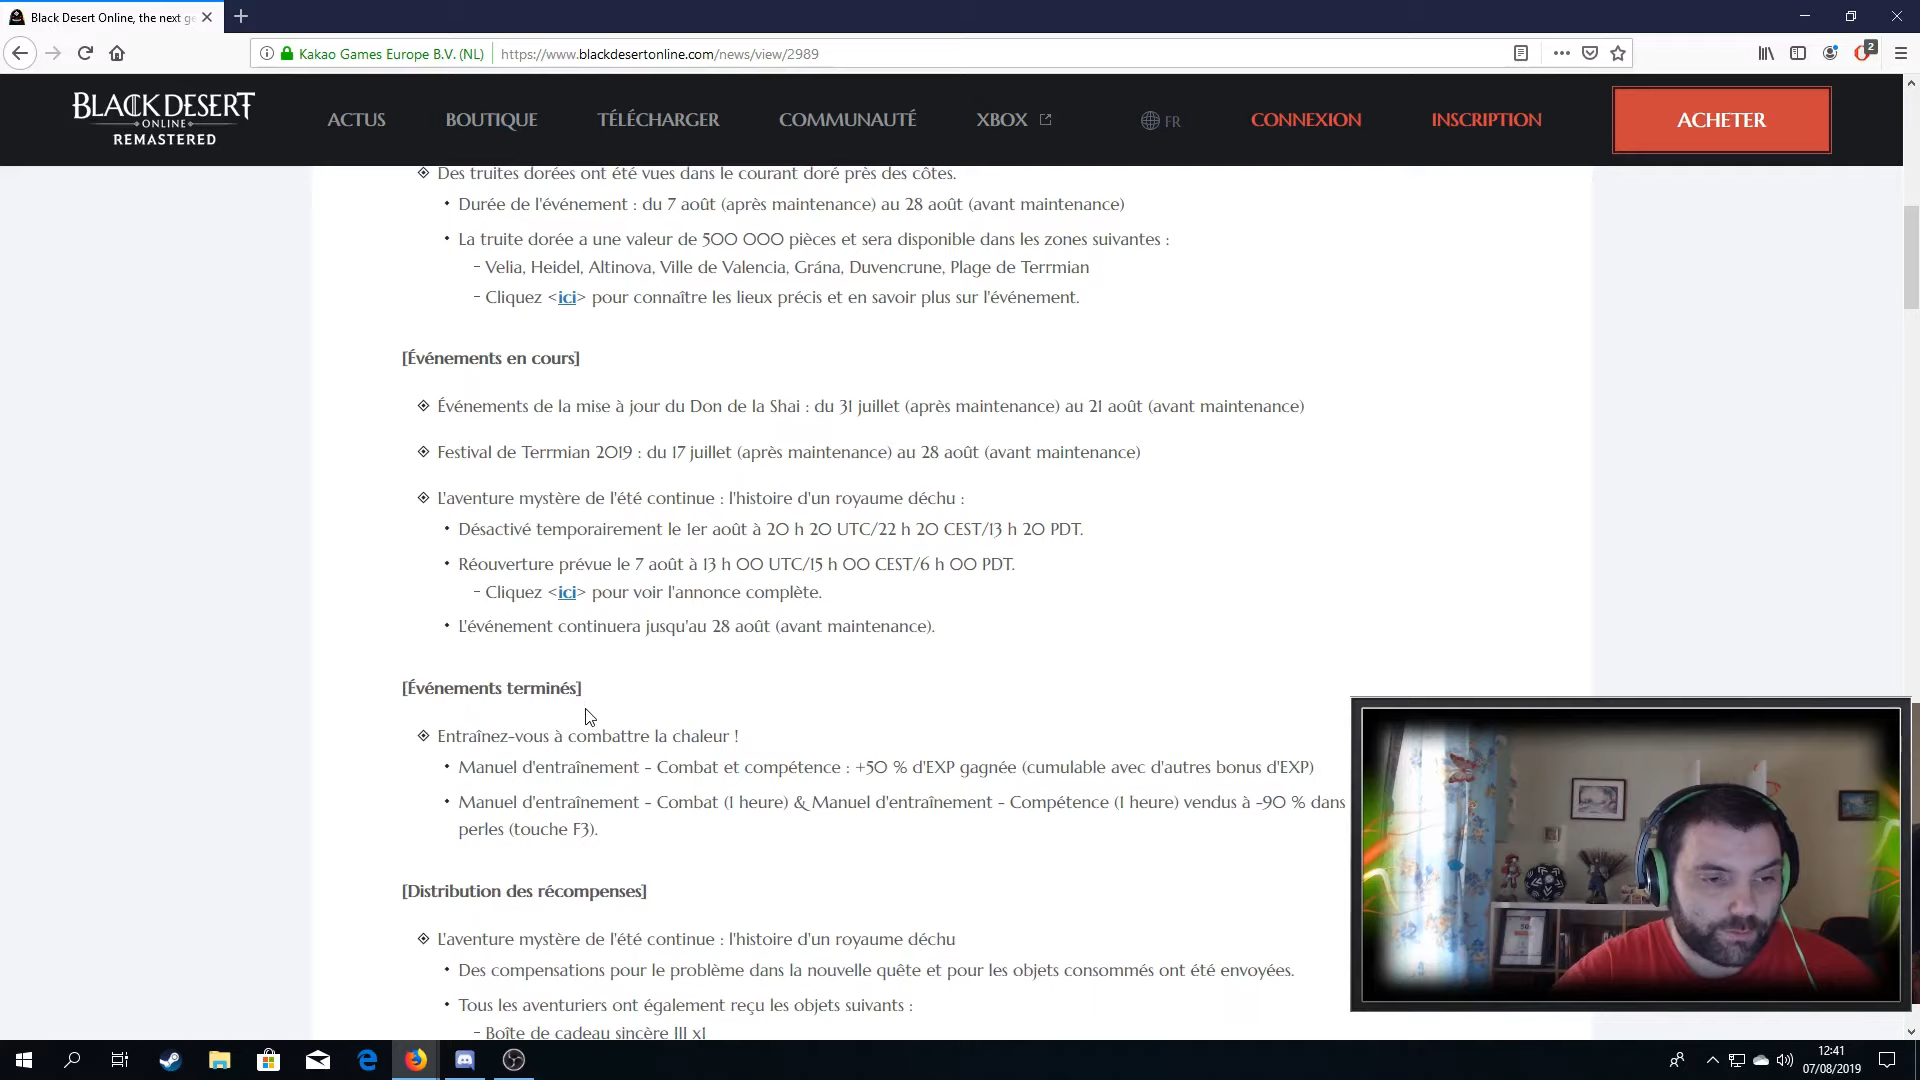 Black Desert Online, the next ge
Kakao Games Europe B.V. (NL)
https://www.blackdesertonline.com/news/view/2989
2
BLACK DESERT
ONLINE
REMASTERED
ACTUS
BOUTIQUE
TÉLÉCHARGER
COMMUNAUTÉ
XBOX
FR
CONNEXION
INSCRIPTION
ACHETER
Des truites dorées ont été vues dans le courant doré près des côtes.
• Durée de l'événement : du 7 août (après maintenance) au 28 août (avant maintenance)
• La truite dorée a une valeur de 500 000 pièces et sera disponible dans les zones suivantes :
- Velia, Heidel, Altinova, Ville de Valencia, Grána, Duvencrune, Plage de Terrmian
- Cliquez <ici> pour connaître les lieux précis et en savoir plus sur l'événement.
[Événements en cours]
Événements de la mise à jour du Don de la Shai : du 31 juillet (après maintenance) au 21 août (avant maintenance)
Festival de Terrmian 2019 : du 17 juillet (après maintenance) au 28 août (avant maintenance)
L'aventure mystère de l'été continue : l'histoire d'un royaume déchu :
• Désactivé temporairement le 1er août à 20 h 20 UTC/22 h 20 CEST/13 h 20 PDT.
• Réouverture prévue le 7 août à 13 h 00 UTC/15 h 00 CEST/6 h 00 PDT.
- Cliquez <ici> pour voir l'annonce complète.
• L'événement continuera jusqu'au 28 août (avant maintenance).
[Événements terminés]
Entraînez-vous à combattre la chaleur !
• Manuel d'entraînement - Combat et compétence : +50 % d'EXP gagnée (cumulable avec d'autres bonus d'EXP)
• Manuel d'entraînement - Combat (1 heure) & Manuel d'entraînement - Compétence (1 heure) vendus à -90 % dans
perles (touche F3).
[Distribution des récompenses]
L'aventure mystère de l'été continue : l'histoire d'un royaume déchu
• Des compensations pour le problème dans la nouvelle quête et pour les objets consommés ont été envoyées.
• Tous les aventuriers ont également reçu les objets suivants :
- Boîte de cadeau sincère III x1
12:41
07/08/2019